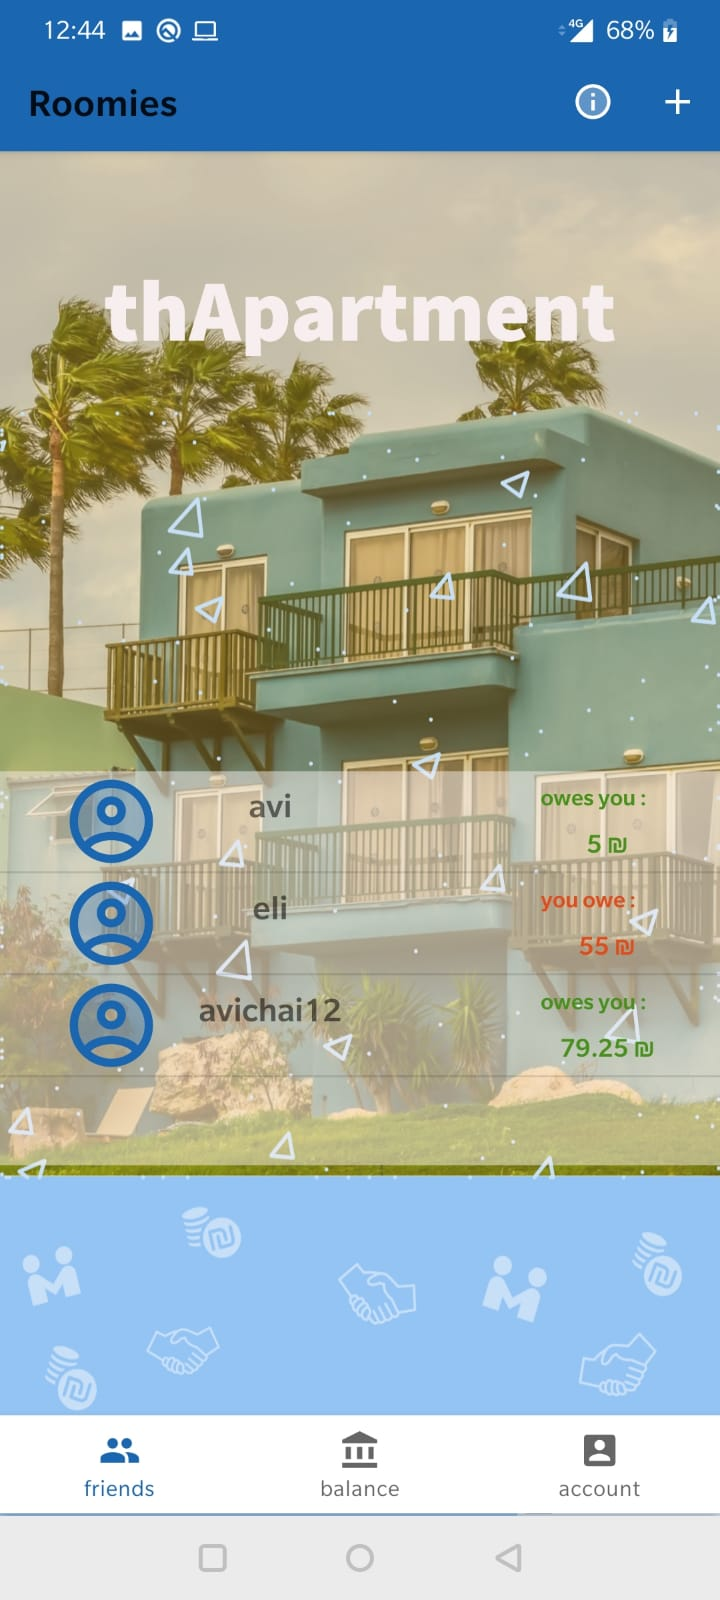 12:44 4G 68%
Roomies
thApartment
avi
owes you :
5 ₪
eli
you owe :
55 ₪
avichai12
owes you :
79.25 ₪
friends balance account